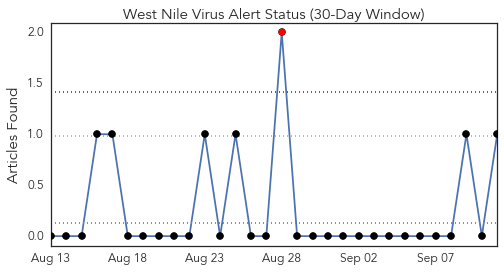 West Nile Virus Alert Status (30-Day Window)
Articles Found
2.0
1.5
1.0
0.5
0.0
Aug 13 Aug 18 Aug 23 Aug 28 Sep 02 Sep 07